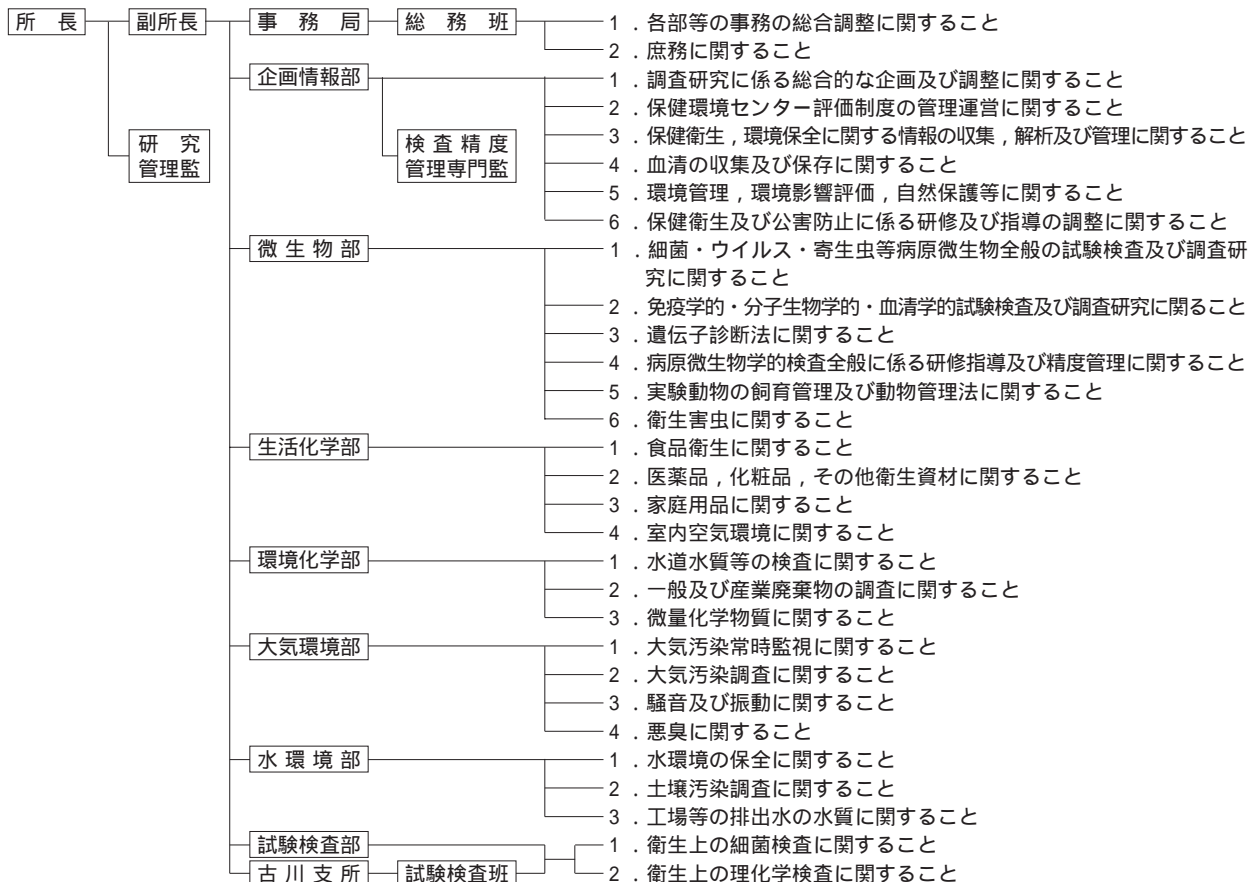 所長 副所長 事務局 総務班 1．各部等の事務の総合調整に関すること
2．庶務に関すること
企画情報部 1．調査研究に係る総合的な企画及び調整に関すること
2．保健環境センター評価制度の管理運営に関すること
研究管理監 検査精度管理専門監 3．保健衛生，環境保全に関する情報の収集，解析及び管理に関すること
4．血清の収集及び保存に関すること
5．環境管理，環境影響評価，自然保護等に関すること
6．保健衛生及び公害防止に係る研修及び指導の調整に関すること
微生物部 1．細菌・ウイルス・寄生虫等病原微生物全般の試験検査及び調査研
究に関すること
2．免疫学的・分子生物学的・血清学的試験検査及び調査研究に関ること
3．遺伝子診断法に関すること
4．病原微生物学的検査全般に係る研修指導及び精度管理に関すること
5．実験動物の飼育管理及び動物管理法に関すること
6．衛生害虫に関すること
生活化学部 1．食品衛生に関すること
2．医薬品，化粧品，その他衛生資材に関すること
3．家庭用品に関すること
4．室内空気環境に関すること
環境化学部 1．水道水質等の検査に関すること
2．一般及び産業廃棄物の調査に関すること
3．微量化学物質に関すること
大気環境部 1．大気汚染常時監視に関すること
2．大気汚染調査に関すること
3．騒音及び振動に関すること
4．悪臭に関すること
水環境部 1．水環境の保全に関すること
2．土壌汚染調査に関すること
3．工場等の排出水の水質に関すること
試験検査部 1．衛生上の細菌検査に関すること
古川支所 試験検査班 2．衛生上の理化学検査に関すること